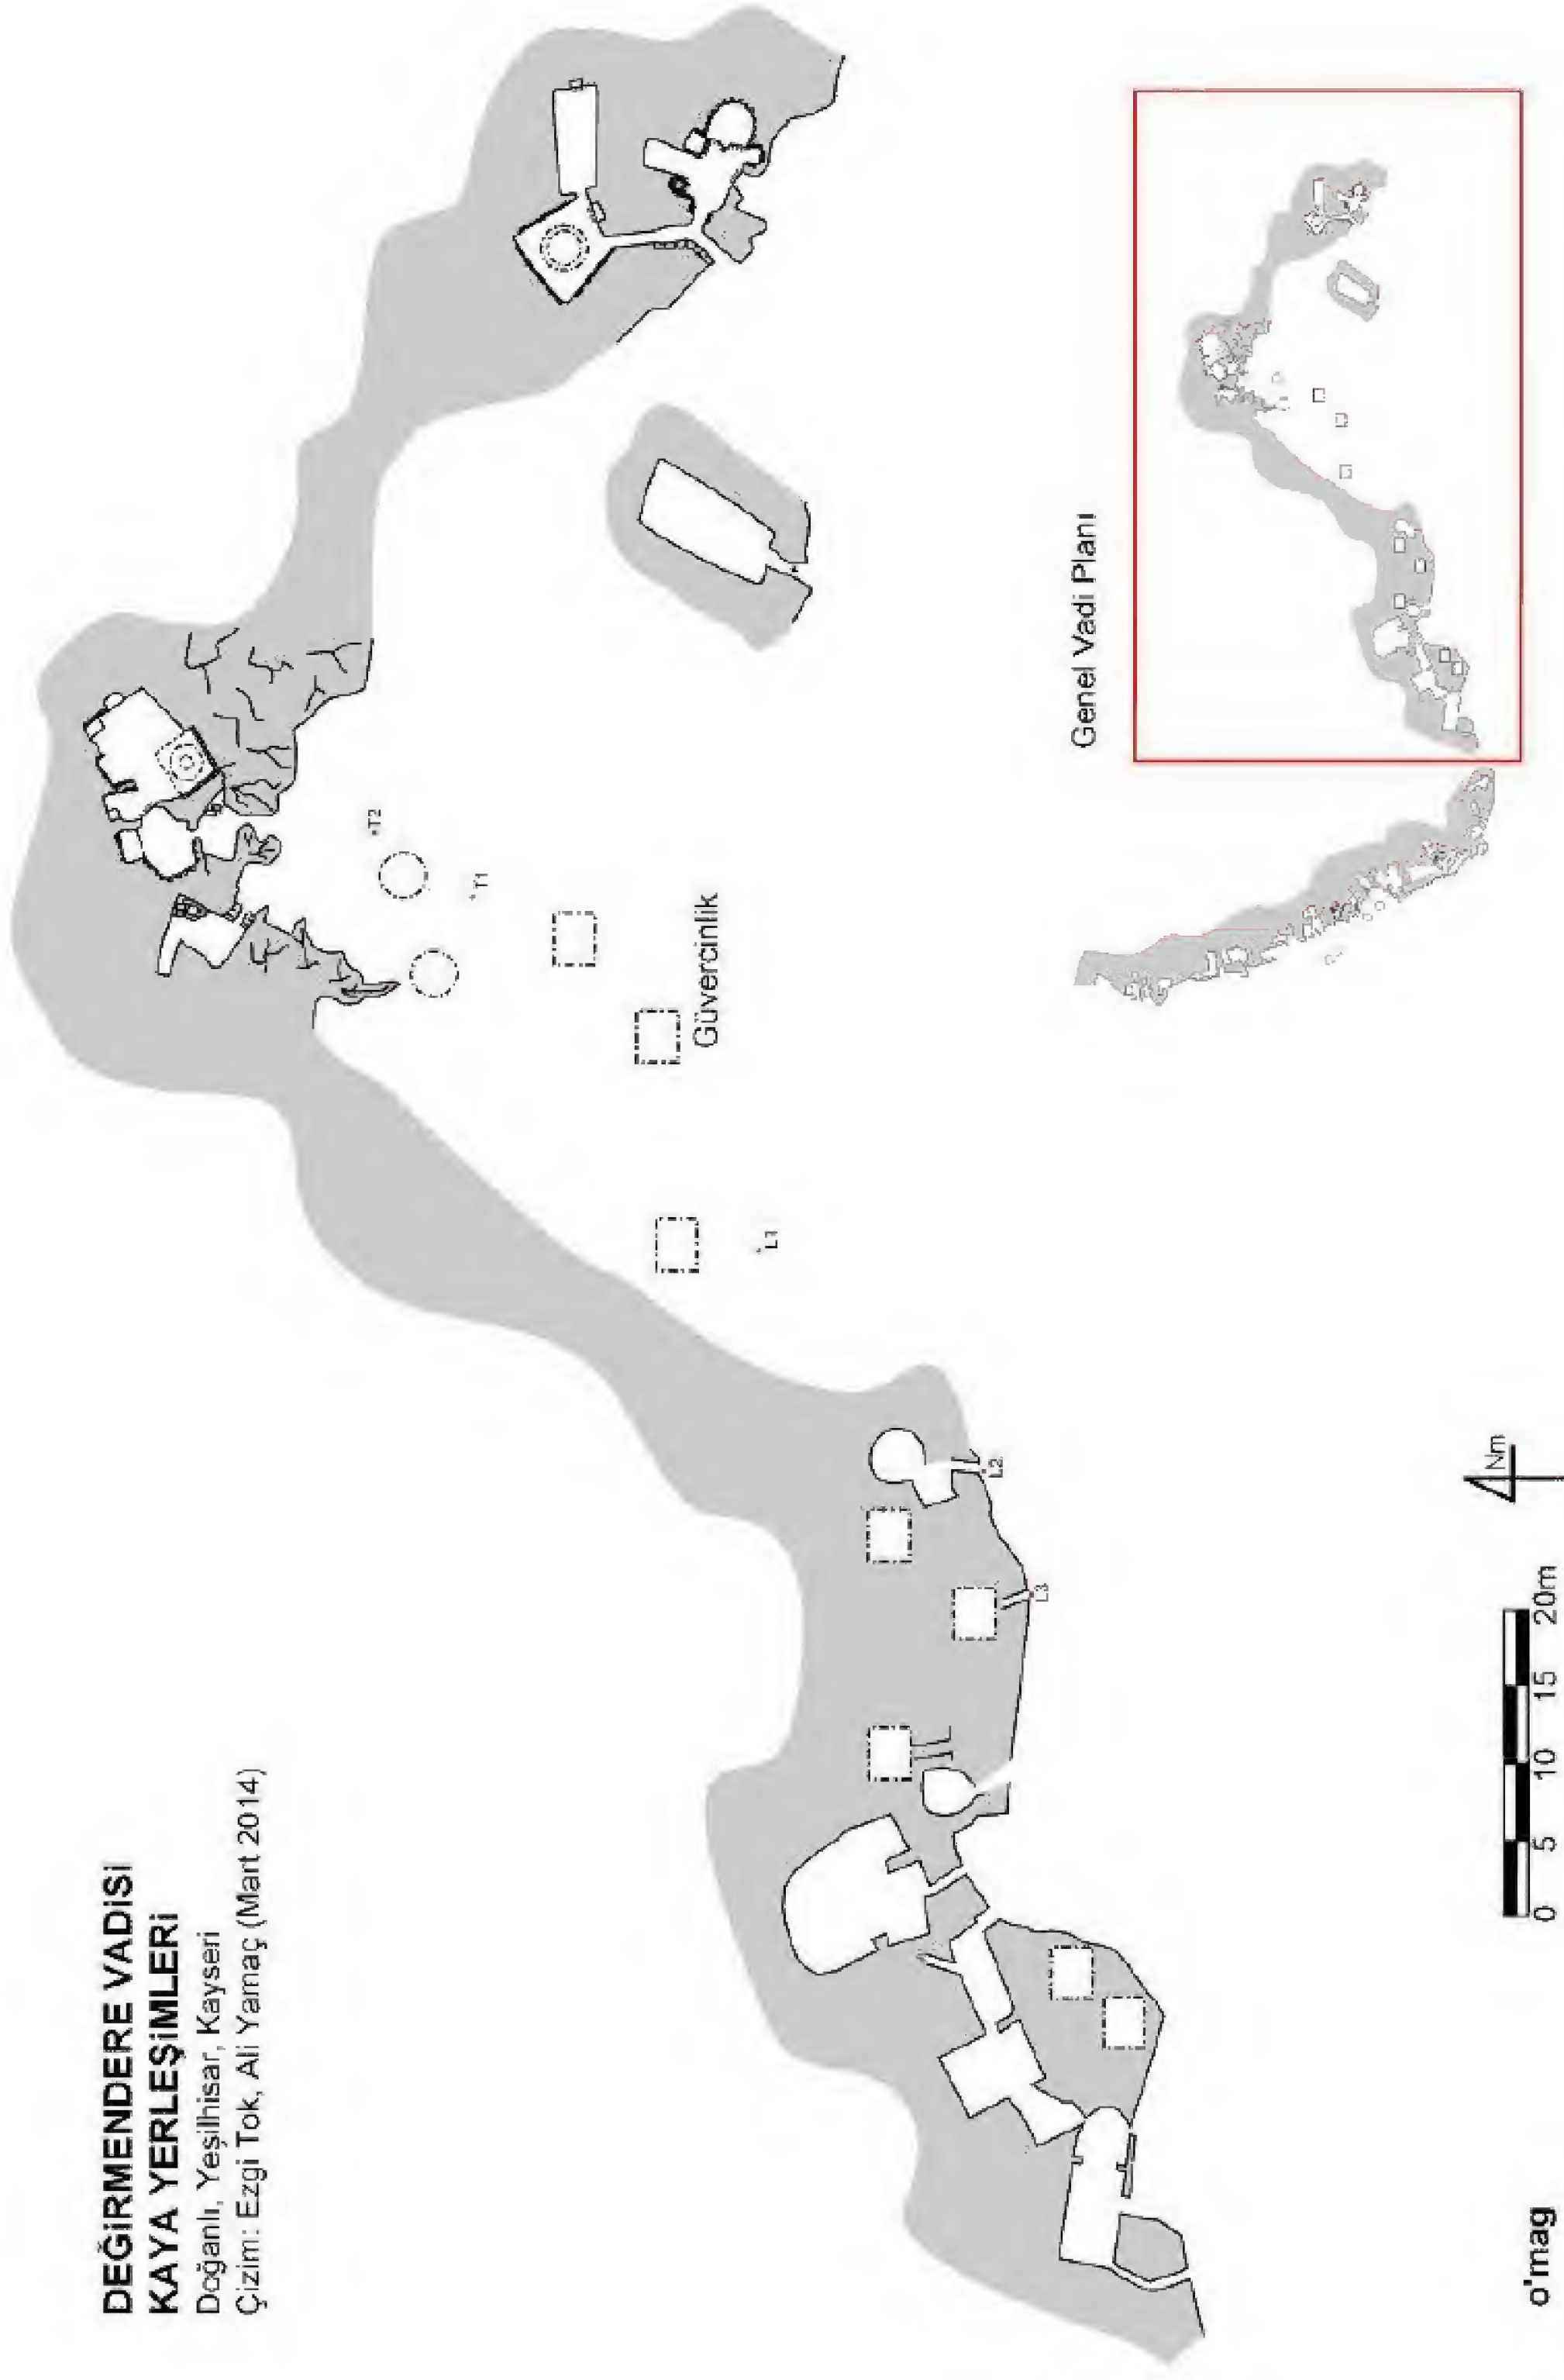 DEĞİRMENDERE VADİSİ
KAYA YERLEŞİMLERİ
Doğanlı, Yeşilhisar, Kayseri
Çizim: Ezgi Tok, Ali Yamaç (Mart 2014)
T2
T1
Güvercinlik
L1
L2
L3
Genel Vadi Planı
Nm
0 5 10 15 20m
o'mag